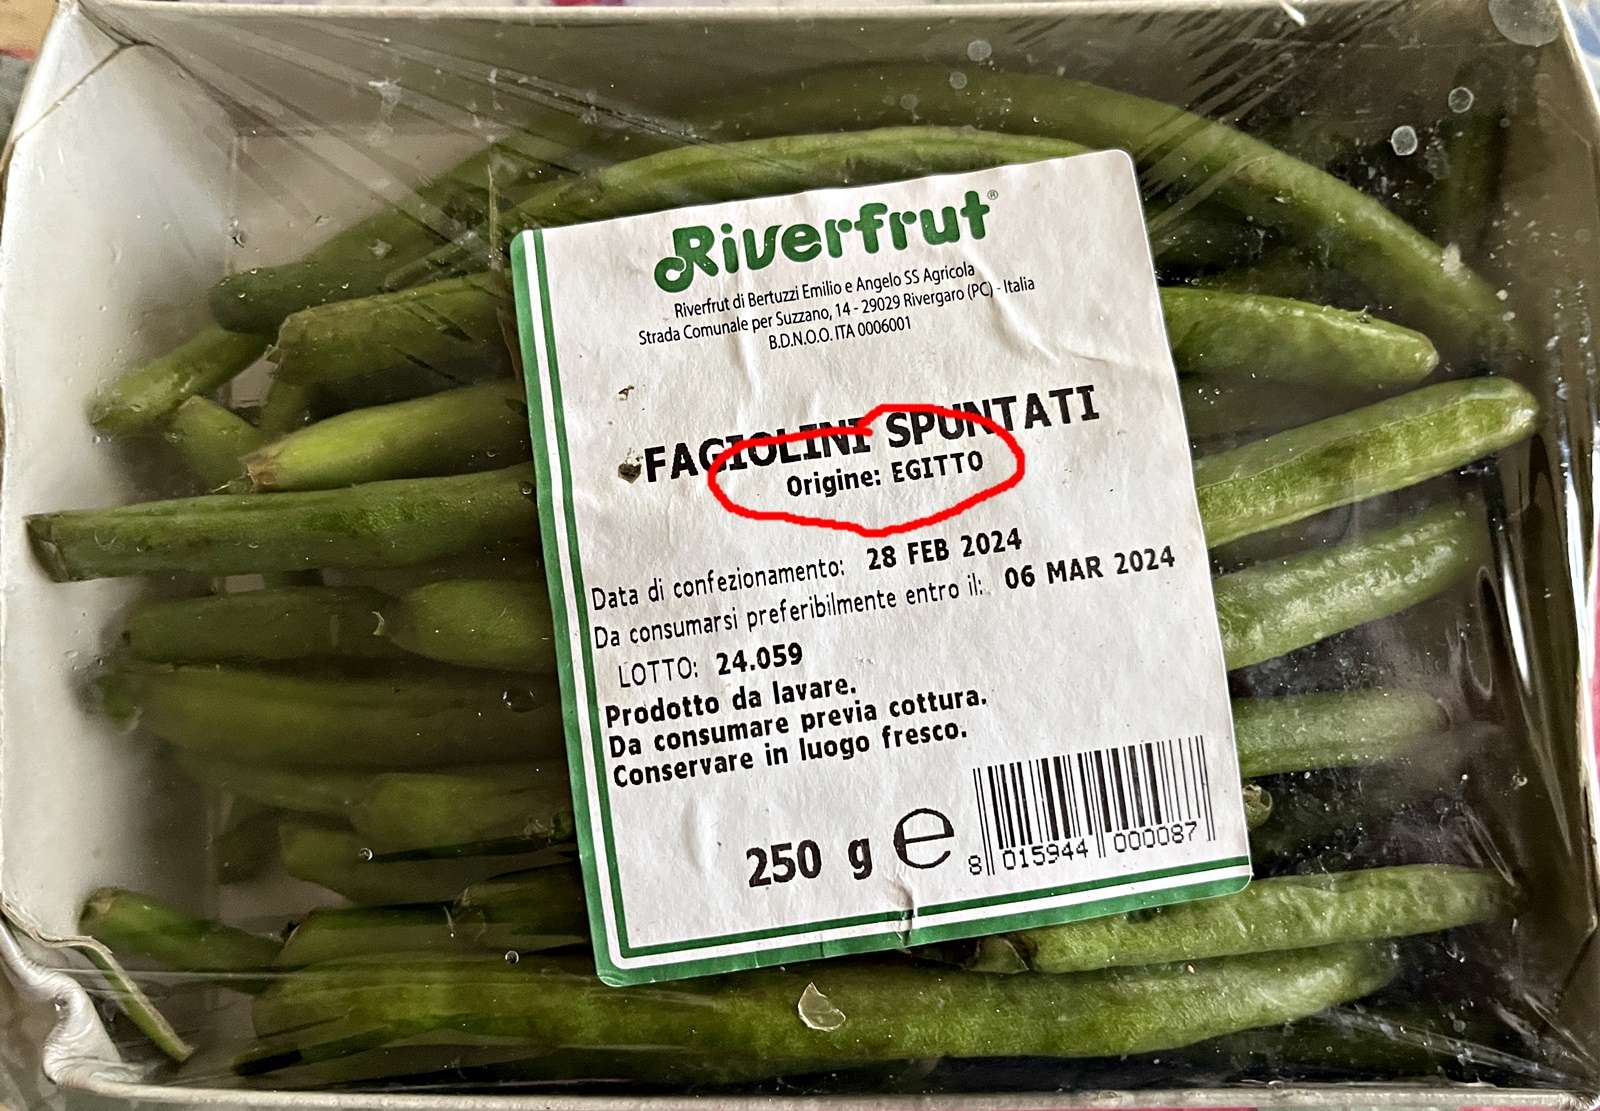 Riverfrut®
Riverfrut di Bertuzzi Emilio e Angelo SS Agricola
Strada Comunale per Suzzano, 14 - 29029 Rivergaro (PC) - Italia
B.D.N.O.O. ITA 0006001
FAGIOLINI SPUNTATI
Origine: EGITTO
Data di confezionamento: 28 FEB 2024
Da consumarsi preferibilmente entro il: 06 MAR 2024
LOTTO: 24.059
Prodotto da lavare.
Da consumare previa cottura.
Conservare in luogo fresco.
250 g ℮
8 015944 000087